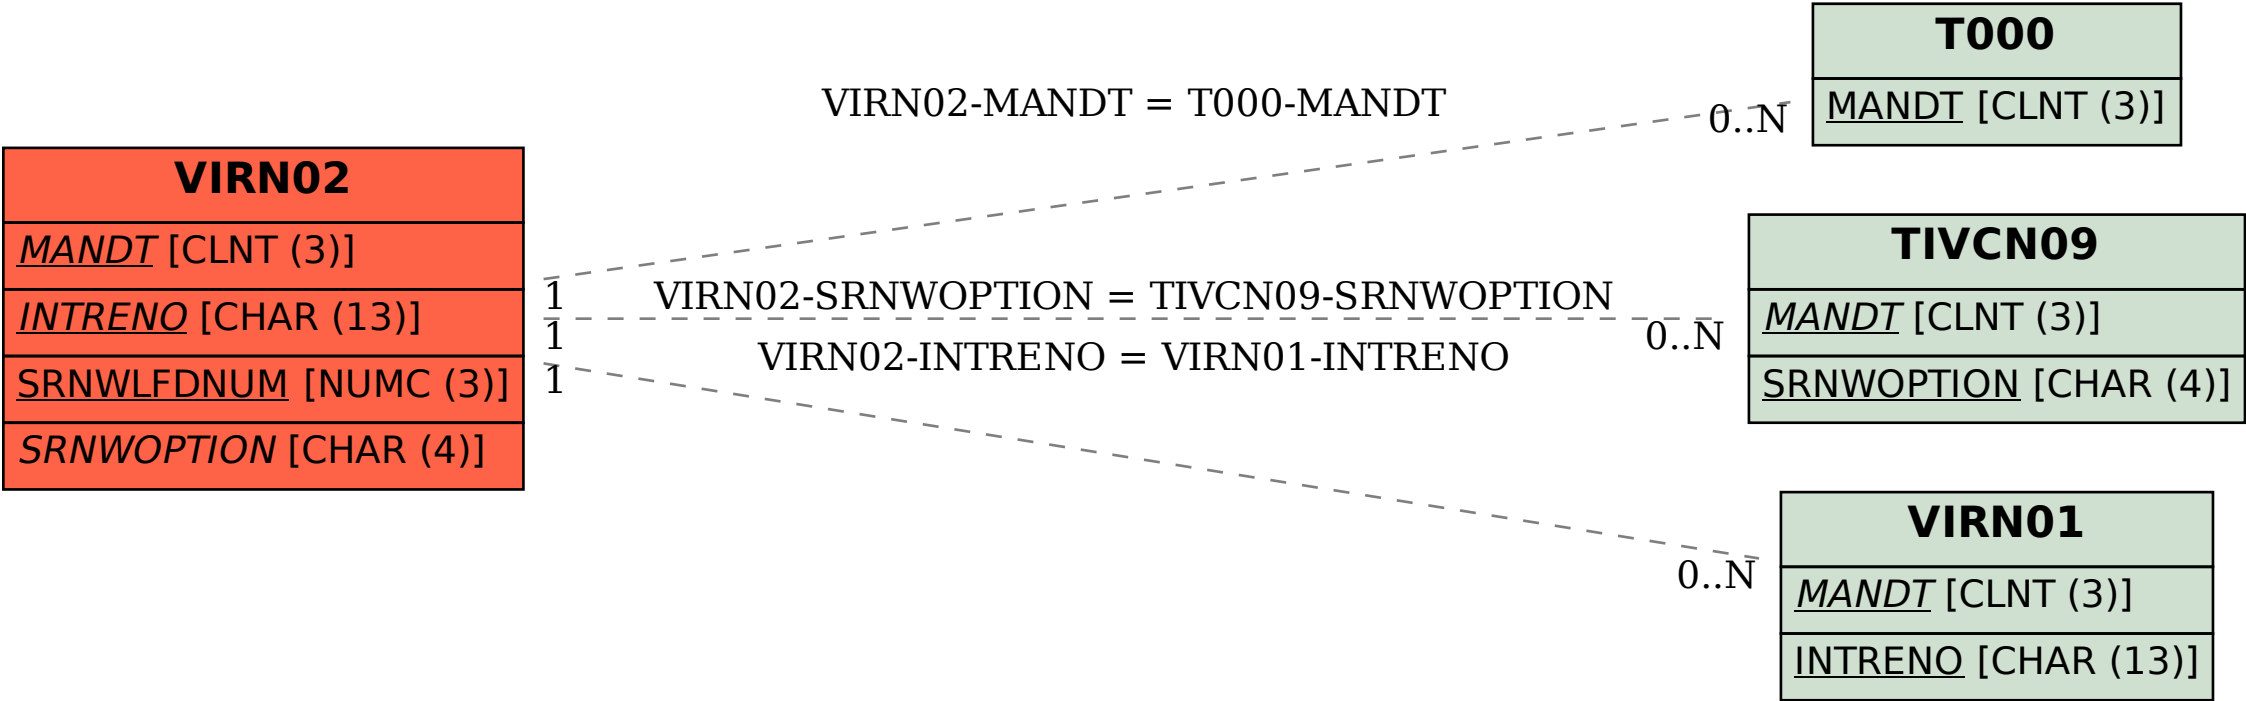 VIRN02
MANDT [CLNT (3)]
INTRENO [CHAR (13)]
SRNWLFDNUM [NUMC (3)]
SRNWOPTION [CHAR (4)]
VIRN02-MANDT = T000-MANDT
0..N
1
VIRN02-SRNWOPTION = TIVCN09-SRNWOPTION
1
0..N
VIRN02-INTRENO = VIRN01-INTRENO
1
0..N
T000
MANDT [CLNT (3)]
TIVCN09
MANDT [CLNT (3)]
SRNWOPTION [CHAR (4)]
VIRN01
MANDT [CLNT (3)]
INTRENO [CHAR (13)]